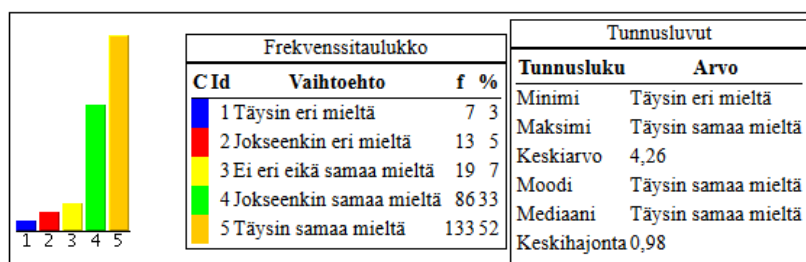 1 2 3 4 5
Frekvenssitaulukko
C Id Vaihtoehto f %
1 Täysin eri mieltä 7 3
2 Jokseenkin eri mieltä 13 5
3 Ei eri eikä samaa mieltä 19 7
4 Jokseenkin samaa mieltä 86 33
5 Täysin samaa mieltä 133 52
Tunnusluvut
Tunnusluku Arvo
Minimi Täysin eri mieltä
Maksimi Täysin samaa mieltä
Keskiarvo 4,26
Moodi Täysin samaa mieltä
Mediaani Täysin samaa mieltä
Keskihajonta 0,98